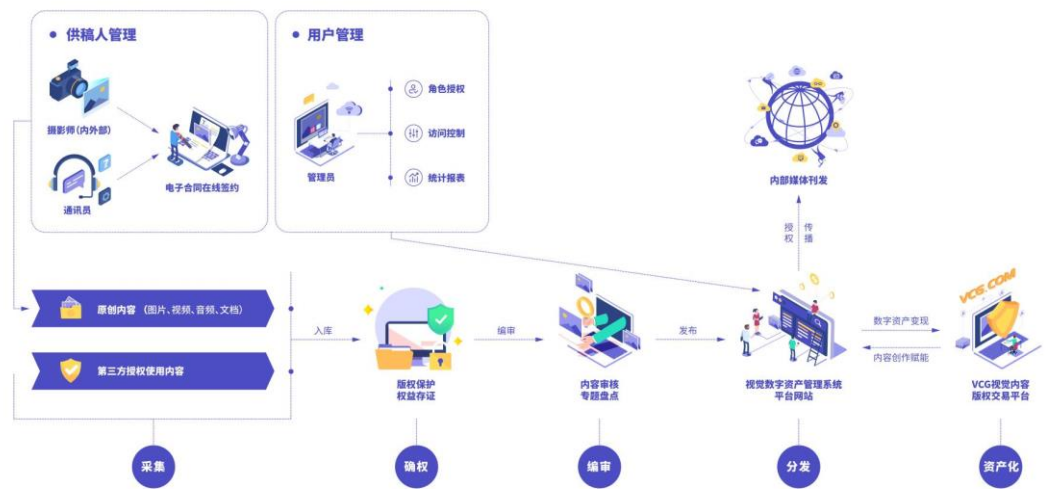 供稿人管理
摄影师(内外部)
通讯员
电子合同在线签约
用户管理
管理员
角色授权
访问控制
统计报表
内部媒体刊发
授权
传播
原创内容 (图片、视频、音频、文档)
第三方授权使用内容
入库
版权保护
权益存证
编审
内容审核
专题盘点
发布
视觉数字资产管理系统
平台网站
数字资产变现
内容创作赋能
VCG.COM
VCG视觉内容
版权交易平台
采集
确权
编审
分发
资产化